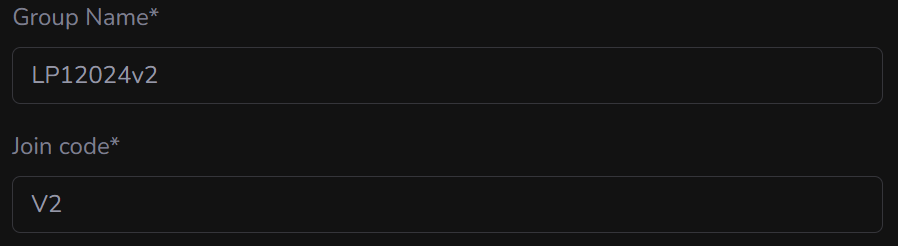 Group Name*
LP12024v2
Join code*
V2